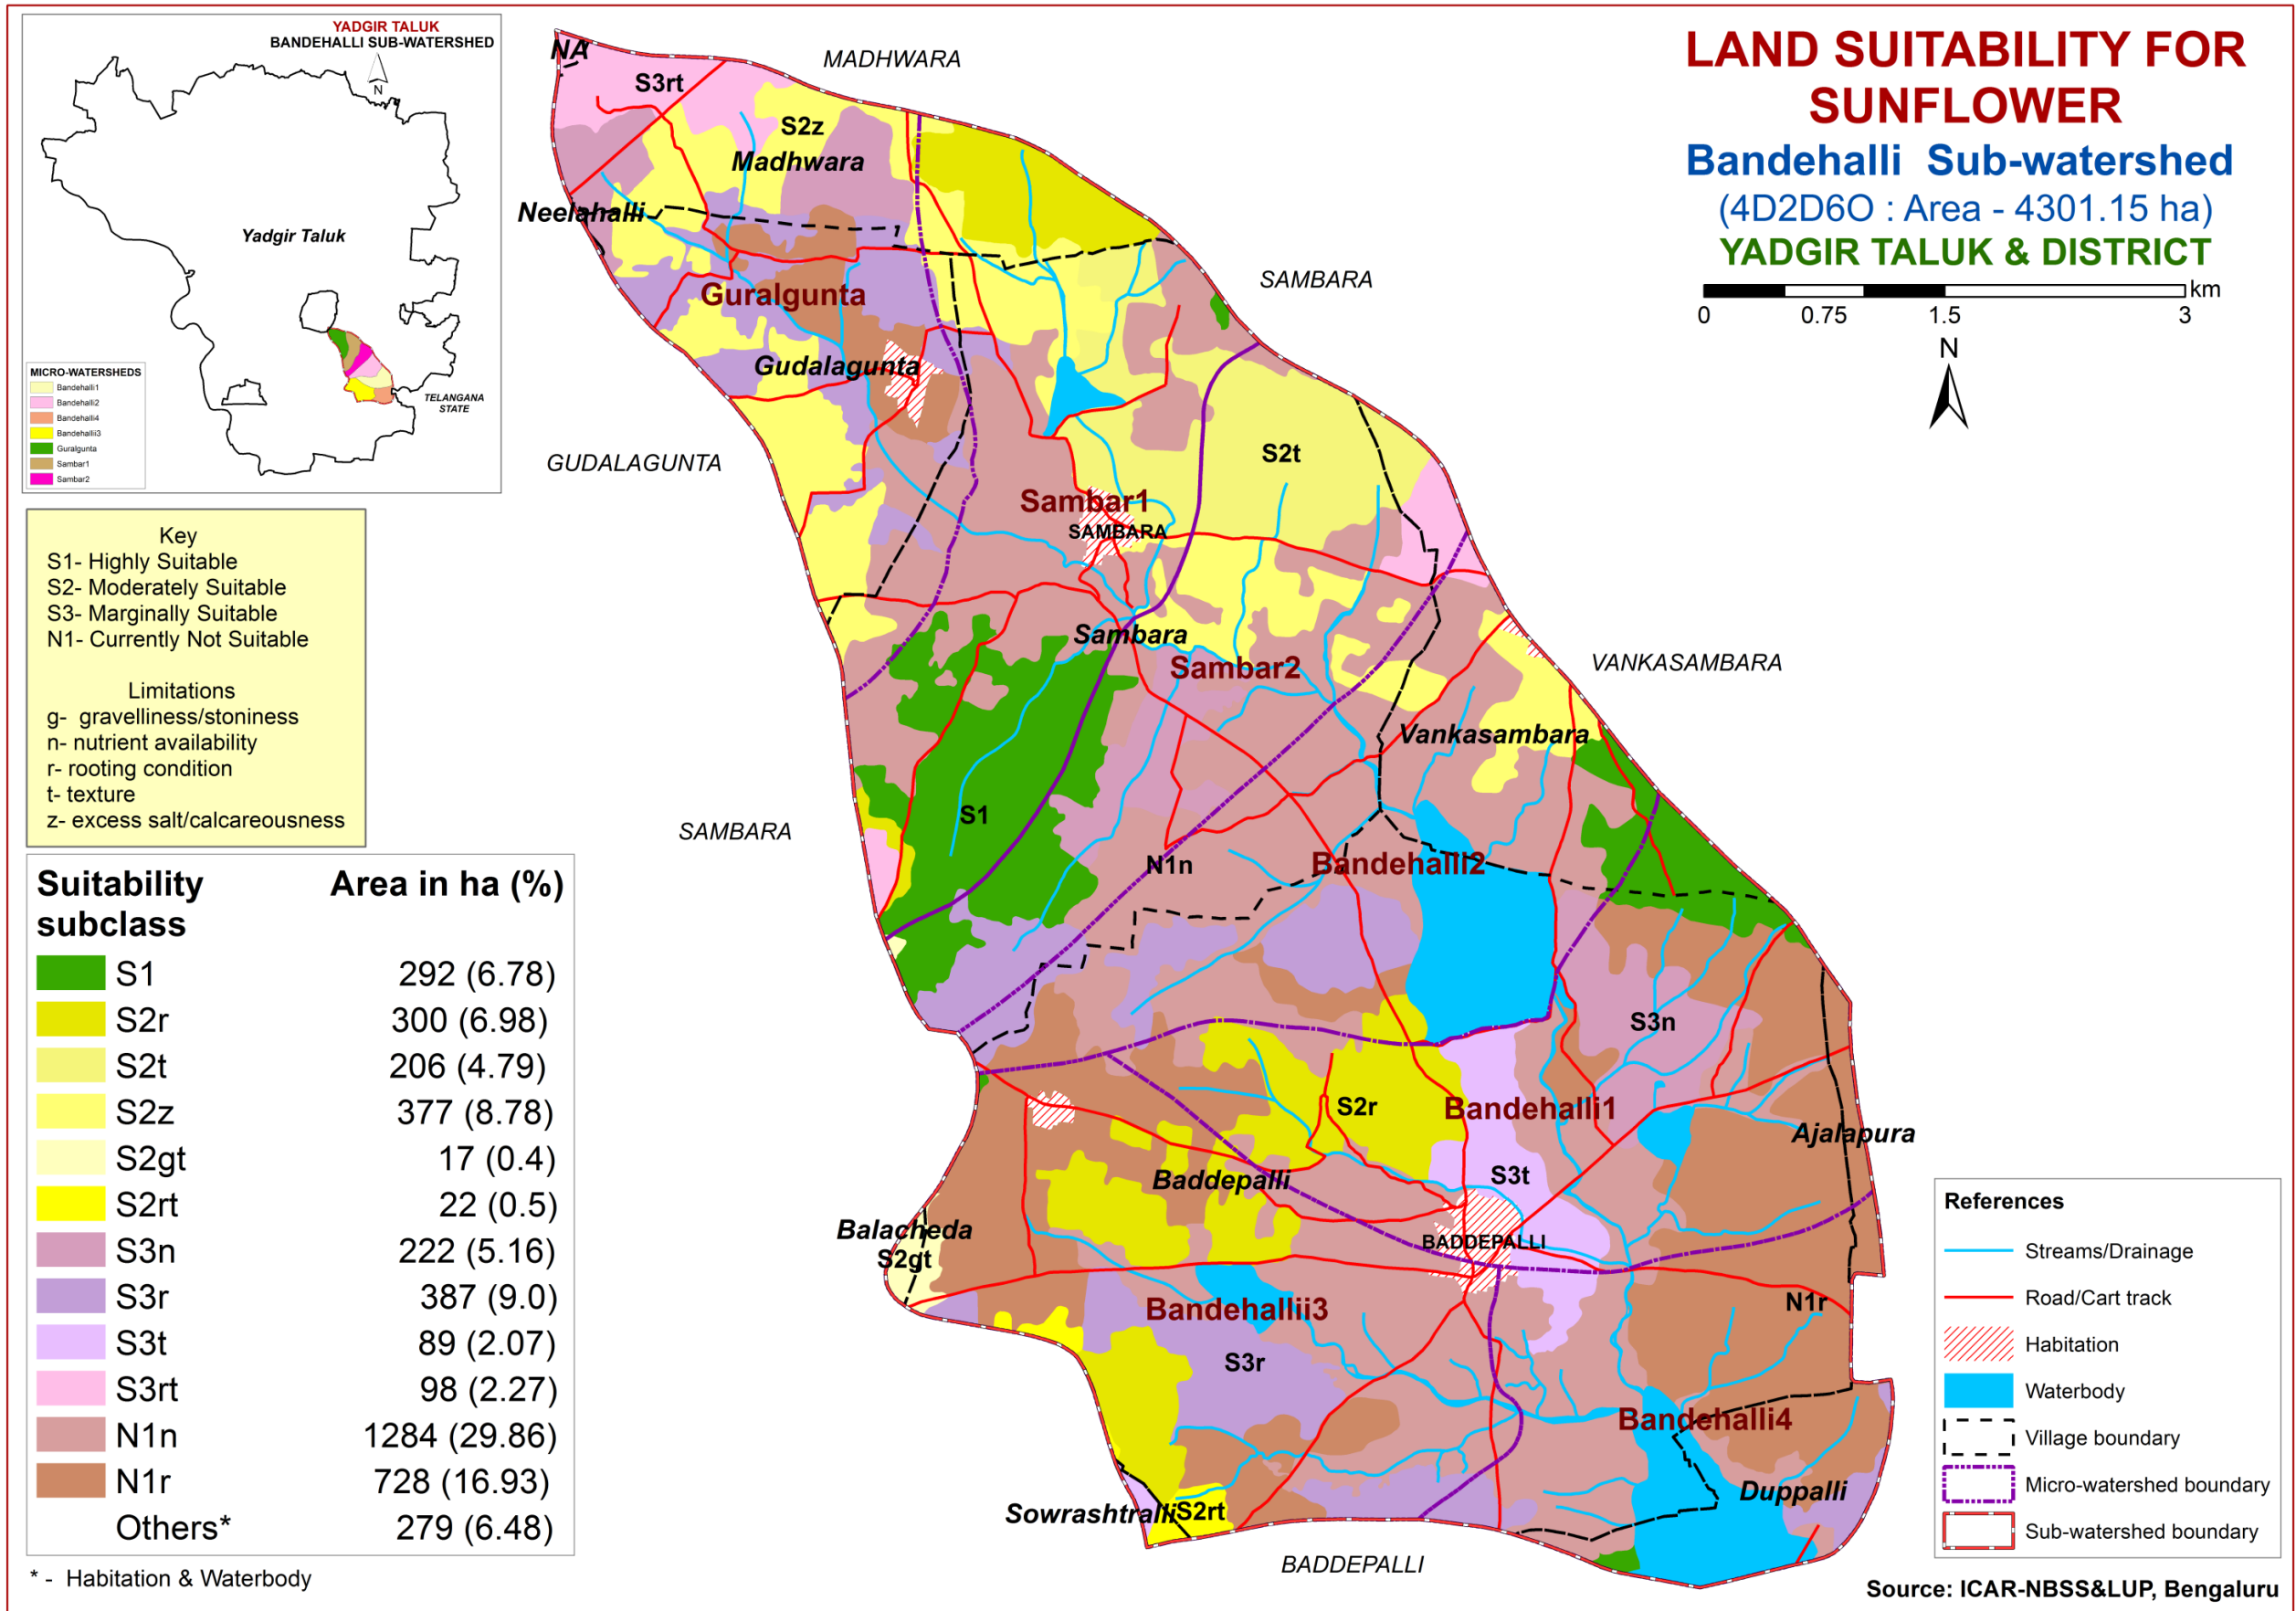 YADGIR TALUK
BANDEHALLI SUB-WATERSHED
N
Yadgir Taluk
TELANGANA
STATE
MICRO-WATERSHEDS
Bandehalli1
Bandehalli2
Bandehalli4
Bandehallii3
Guralgunta
Sambar1
Sambar2
LAND SUITABILITY FOR
SUNFLOWER
Bandehalli Sub-watershed
(4D2D6O : Area - 4301.15 ha)
YADGIR TALUK & DISTRICT
km
0 0.75 1.5 3
N
Key
S1- Highly Suitable
S2- Moderately Suitable
S3- Marginally Suitable
N1- Currently Not Suitable
Limitations
g- gravelliness/stoniness
n- nutrient availability
r- rooting condition
t- texture
z- excess salt/calcareousness
Suitability subclass Area in ha (%)
S1 292 (6.78)
S2r 300 (6.98)
S2t 206 (4.79)
S2z 377 (8.78)
S2gt 17 (0.4)
S2rt 22 (0.5)
S3n 222 (5.16)
S3r 387 (9.0)
S3t 89 (2.07)
S3rt 98 (2.27)
N1n 1284 (29.86)
N1r 728 (16.93)
Others* 279 (6.48)
* - Habitation & Waterbody
NA
MADHWARA
S3rt
S2z
Madhwara
Neelahalli
SAMBARA
Guralgunta
Gudalagunta
GUDALAGUNTA
S2t
Sambar1
SAMBARA
Sambara
Sambar2
VANKASAMBARA
Vankasambara
S1
SAMBARA
N1n
Bandehalli2
S3n
S2r
Bandehalli1
Ajalapura
Baddepalli
S3t
Balacheda
S2gt
BADDEPALLI
Bandehallii3
N1r
S3r
Bandehalli4
Duppalli
Sowrashtralli
S2rt
BADDEPALLI
References
Streams/Drainage
Road/Cart track
Habitation
Waterbody
Village boundary
Micro-watershed boundary
Sub-watershed boundary
Source: ICAR-NBSS&LUP, Bengaluru